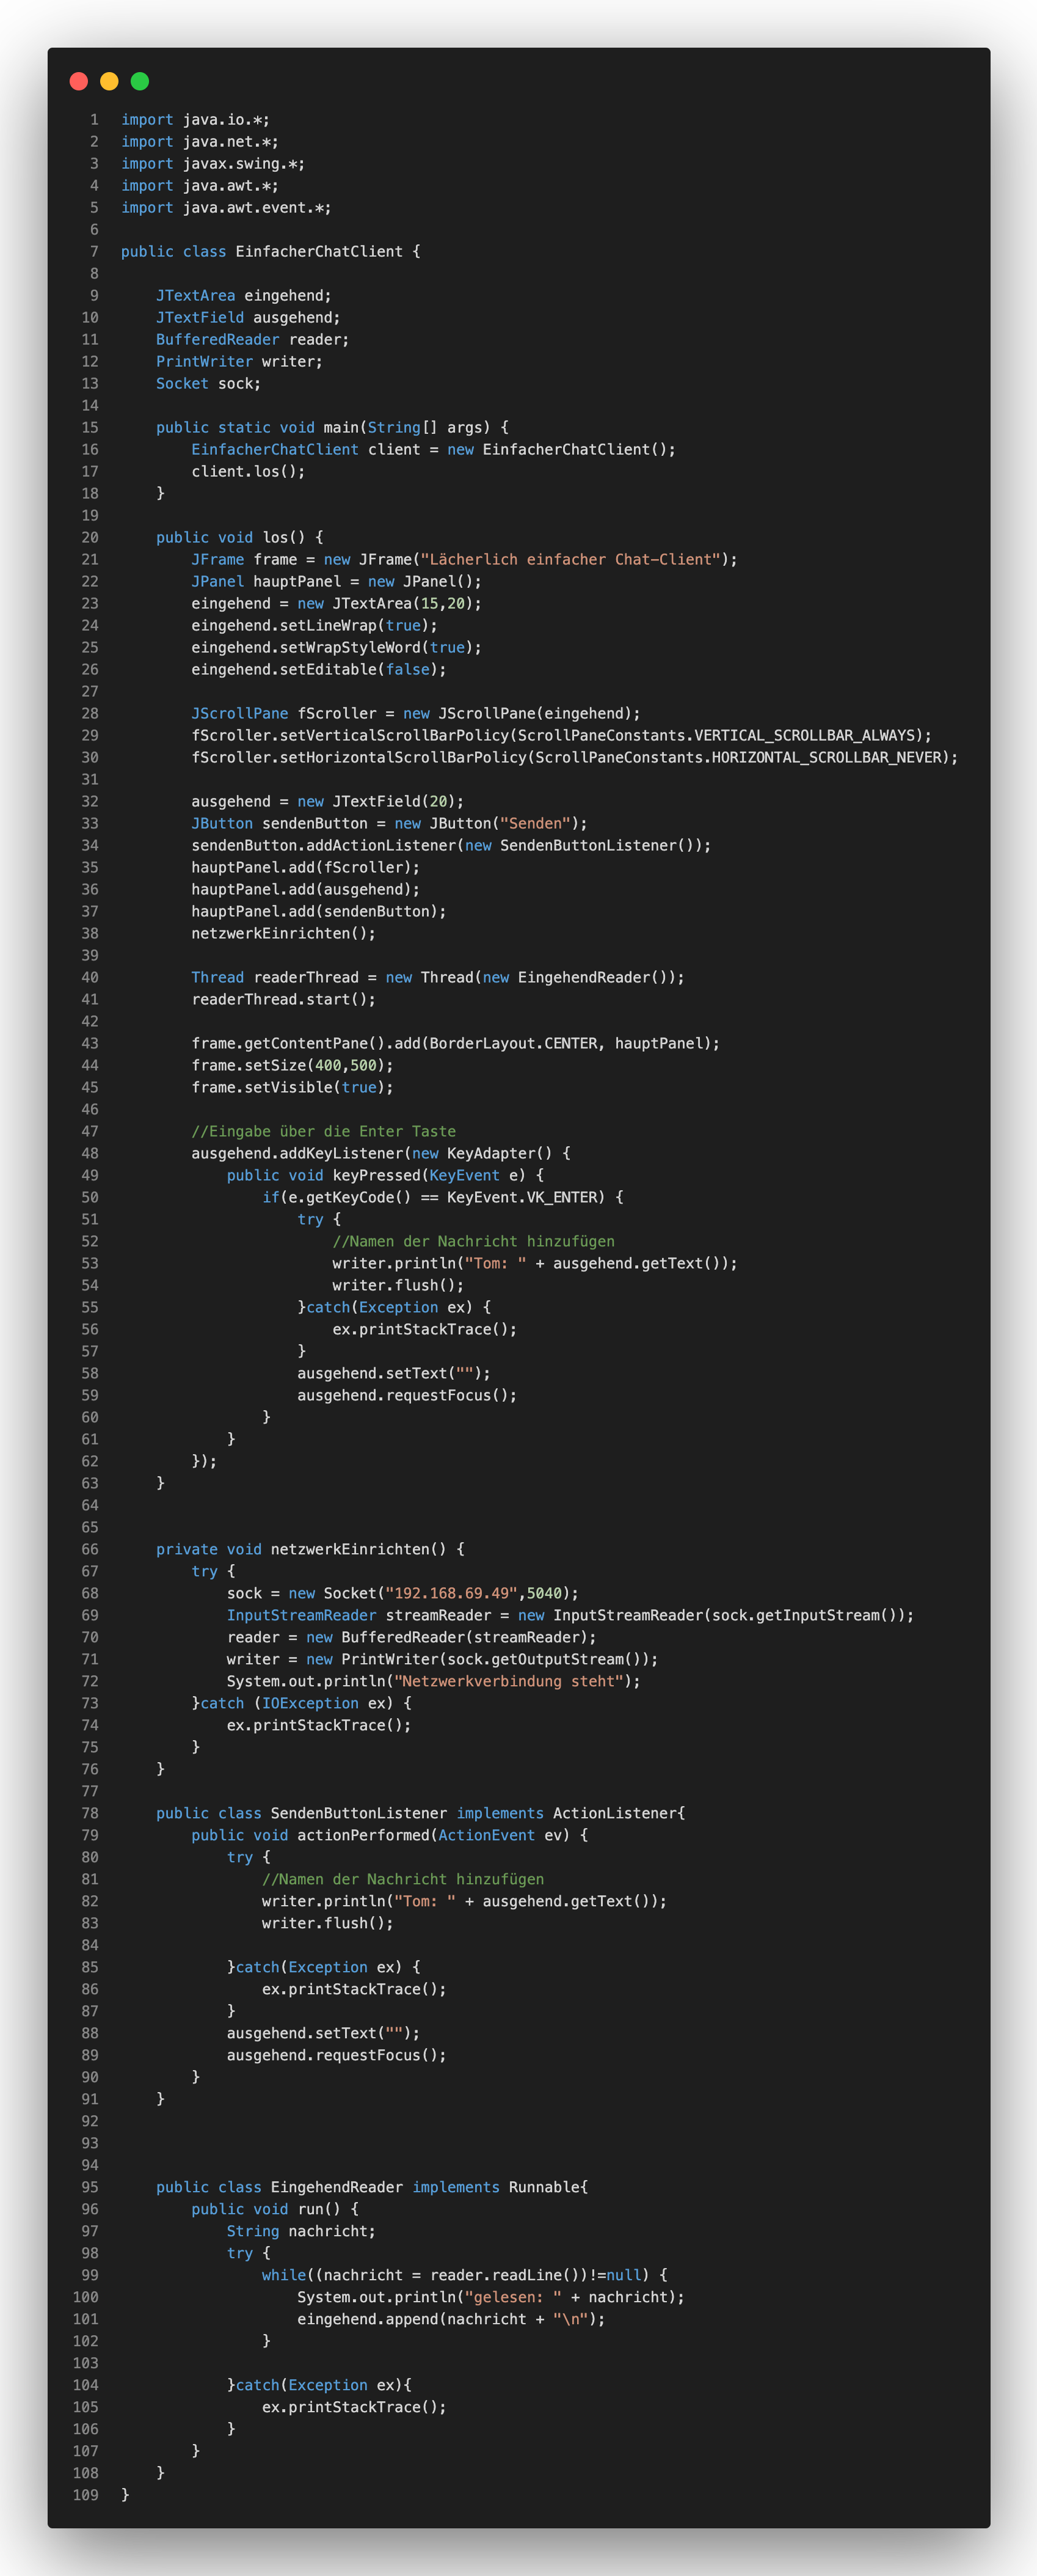 1 import java.io.*;
2 import java.net.*;
3 import javax.swing.*;
4 import java.awt.*;
5 import java.awt.event.*;
6
7 public class EinfacherChatClient {
8
9     JTextArea eingehend;
10     JTextField ausgehend;
11     BufferedReader reader;
12     PrintWriter writer;
13     Socket sock;
14
15     public static void main(String[] args) {
16         EinfacherChatClient client = new EinfacherChatClient();
17         client.los();
18     }
19
20     public void los() {
21         JFrame frame = new JFrame("Lächerlich einfacher Chat-Client");
22         JPanel hauptPanel = new JPanel();
23         eingehend = new JTextArea(15,20);
24         eingehend.setLineWrap(true);
25         eingehend.setWrapStyleWord(true);
26         eingehend.setEditable(false);
27
28         JScrollPane fScroller = new JScrollPane(eingehend);
29         fScroller.setVerticalScrollBarPolicy(ScrollPaneConstants.VERTICAL_SCROLLBAR_ALWAYS);
30         fScroller.setHorizontalScrollBarPolicy(ScrollPaneConstants.HORIZONTAL_SCROLLBAR_NEVER);
31
32         ausgehend = new JTextField(20);
33         JButton sendenButton = new JButton("Senden");
34         sendenButton.addActionListener(new SendenButtonListener());
35         hauptPanel.add(fScroller);
36         hauptPanel.add(ausgehend);
37         hauptPanel.add(sendenButton);
38         netzwerkEinrichten();
39
40         Thread readerThread = new Thread(new EingehendReader());
41         readerThread.start();
42
43         frame.getContentPane().add(BorderLayout.CENTER, hauptPanel);
44         frame.setSize(400,500);
45         frame.setVisible(true);
46
47         //Eingabe über die Enter Taste
48         ausgehend.addKeyListener(new KeyAdapter() {
49             public void keyPressed(KeyEvent e) {
50                 if(e.getKeyCode() == KeyEvent.VK_ENTER) {
51                     try {
52                         //Namen der Nachricht hinzufügen
53                         writer.println("Tom: " + ausgehend.getText());
54                         writer.flush();
55                     }catch(Exception ex) {
56                         ex.printStackTrace();
57                     }
58                     ausgehend.setText("");
59                     ausgehend.requestFocus();
60                 }
61             }
62         });
63     }
64
65
66     private void netzwerkEinrichten() {
67         try {
68             sock = new Socket("192.168.69.49",5040);
69             InputStreamReader streamReader = new InputStreamReader(sock.getInputStream());
70             reader = new BufferedReader(streamReader);
71             writer = new PrintWriter(sock.getOutputStream());
72             System.out.println("Netzwerkverbindung steht");
73         }catch (IOException ex) {
74             ex.printStackTrace();
75         }
76     }
77
78     public class SendenButtonListener implements ActionListener{
79         public void actionPerformed(ActionEvent ev) {
80             try {
81                 //Namen der Nachricht hinzufügen
82                 writer.println("Tom: " + ausgehend.getText());
83                 writer.flush();
84
85             }catch(Exception ex) {
86                 ex.printStackTrace();
87             }
88             ausgehend.setText("");
89             ausgehend.requestFocus();
90         }
91     }
92
93
94
95     public class EingehendReader implements Runnable{
96         public void run() {
97             String nachricht;
98             try {
99                 while((nachricht = reader.readLine())!=null) {
100                     System.out.println("gelesen: " + nachricht);
101                     eingehend.append(nachricht + "\n");
102                 }
103
104             }catch(Exception ex){
105                 ex.printStackTrace();
106             }
107         }
108     }
109 }